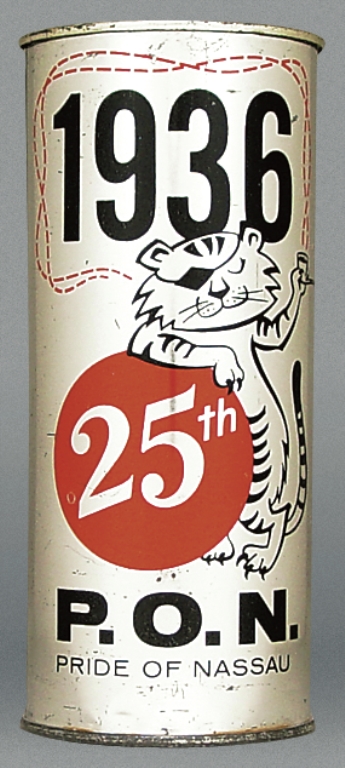 1936
25th
P.O.N.
PRIDE OF NASSAU